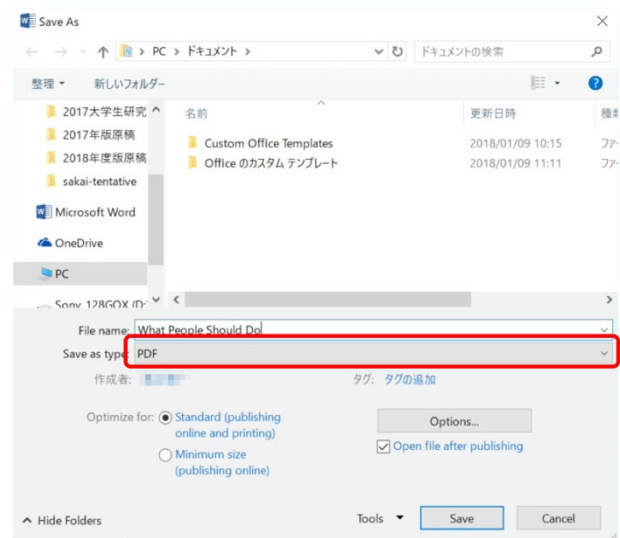 Save As
PC > ドキュメント >
ドキュメントの検索
整理
新しいフォルダー
2017大学生研究
2017年版原稿
2018年度版原稿
sakai-tentative
Microsoft Word
OneDrive
PC
Sony_128GOX (D:
名前 更新日時 種類
Custom Office Templates 2018/01/09 10:15 ファ
Office のカスタム テンプレート 2018/01/09 11:11 ファ
File name: What People Should Do
Save as type: PDF
作成者:
タグ: タグの追加
Optimize for: Standard (publishing
online and printing)
Minimum size
(publishing online)
Options...
Open file after publishing
Hide Folders
Tools
Save
Cancel